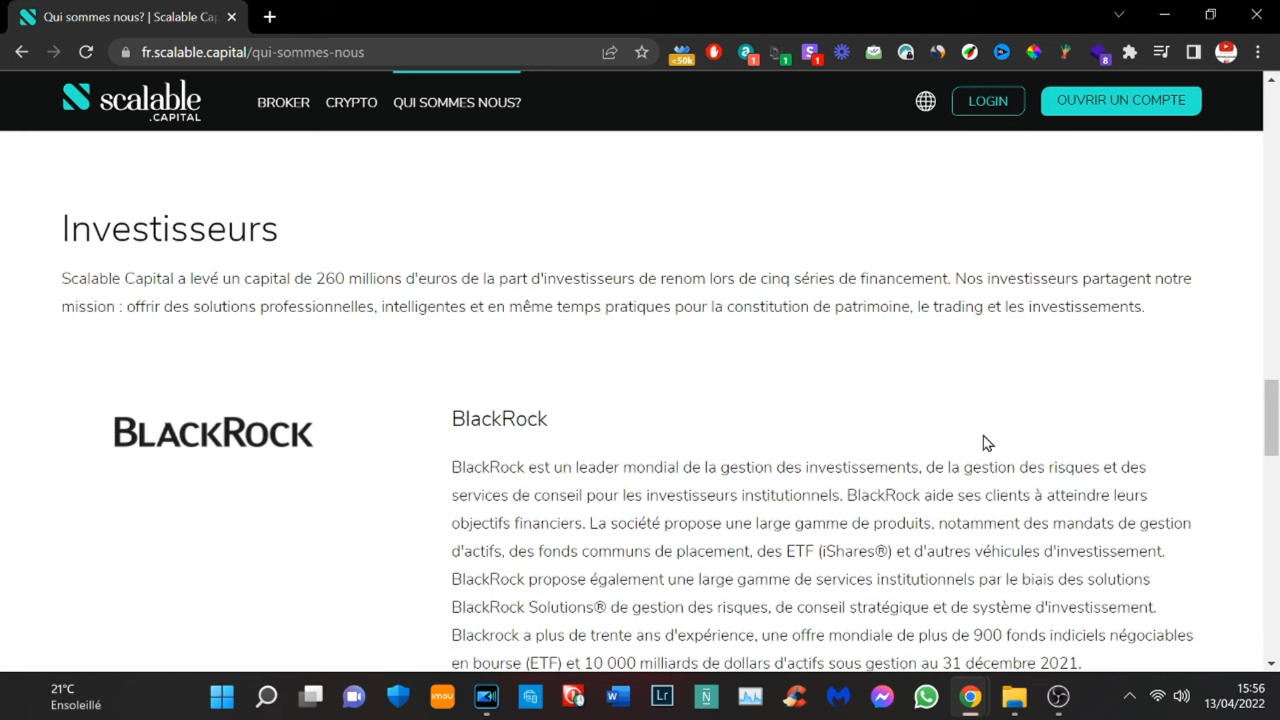 Qui sommes nous? | Scalable Ca
fr.scalable.capital/qui-sommes-nous
<50k
1
1
1
8
scalable
.CAPITAL
BROKER
CRYPTO
QUI SOMMES NOUS?
LOGIN
OUVRIR UN COMPTE
Investisseurs
Scalable Capital a levé un capital de 260 millions d'euros de la part d'investisseurs de renom lors de cinq séries de financement. Nos investisseurs partagent notre
mission : offrir des solutions professionnelles, intelligentes et en même temps pratiques pour la constitution de patrimoine, le trading et les investissements.
BLACKROCK
BlackRock
BlackRock est un leader mondial de la gestion des investissements, de la gestion des risques et des
services de conseil pour les investisseurs institutionnels. BlackRock aide ses clients à atteindre leurs
objectifs financiers. La société propose une large gamme de produits, notamment des mandats de gestion
d'actifs, des fonds communs de placement, des ETF (iShares®) et d'autres véhicules d'investissement.
BlackRock propose également une large gamme de services institutionnels par le biais des solutions
BlackRock Solutions® de gestion des risques, de conseil stratégique et de système d'investissement.
Blackrock a plus de trente ans d'expérience, une offre mondiale de plus de 900 fonds indiciels négociables
en bourse (ETF) et 10 000 milliards de dollars d'actifs sous gestion au 31 décembre 2021.
21°C
Ensoleillé
imou
W
Lr
15:56
13/04/2022